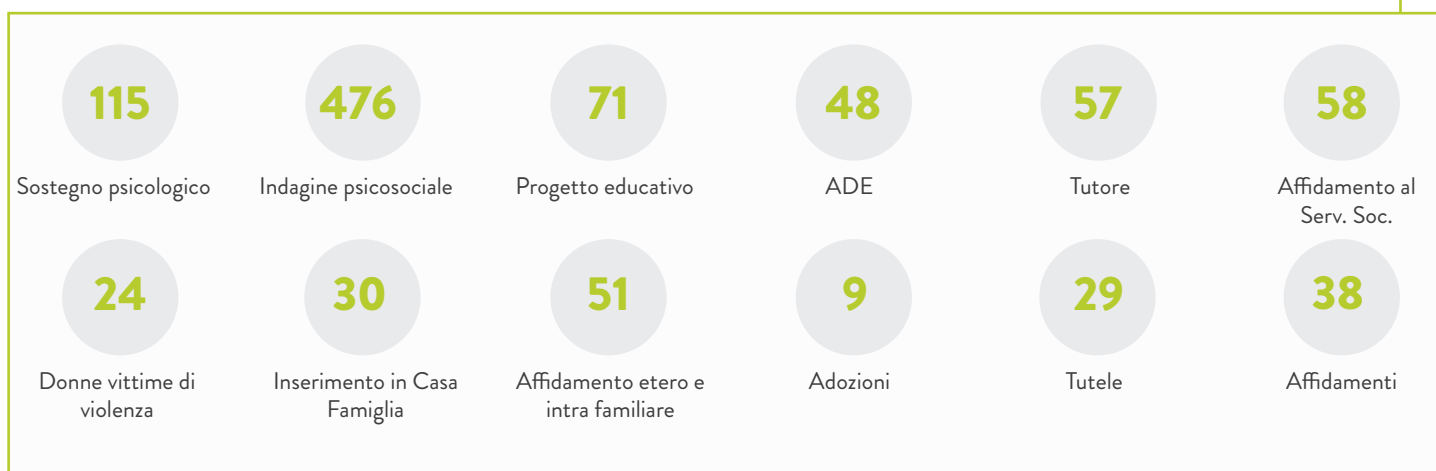 115
Sostegno psicologico
476
Indagine psicosociale
71
Progetto educativo
48
ADE
57
Tutore
58
Affidamento al
Serv. Soc.
24
Donne vittime di
violenza
30
Inserimento in Casa
Famiglia
51
Affidamento etero e
intra familiare
9
Adozioni
29
Tutele
38
Affidamenti